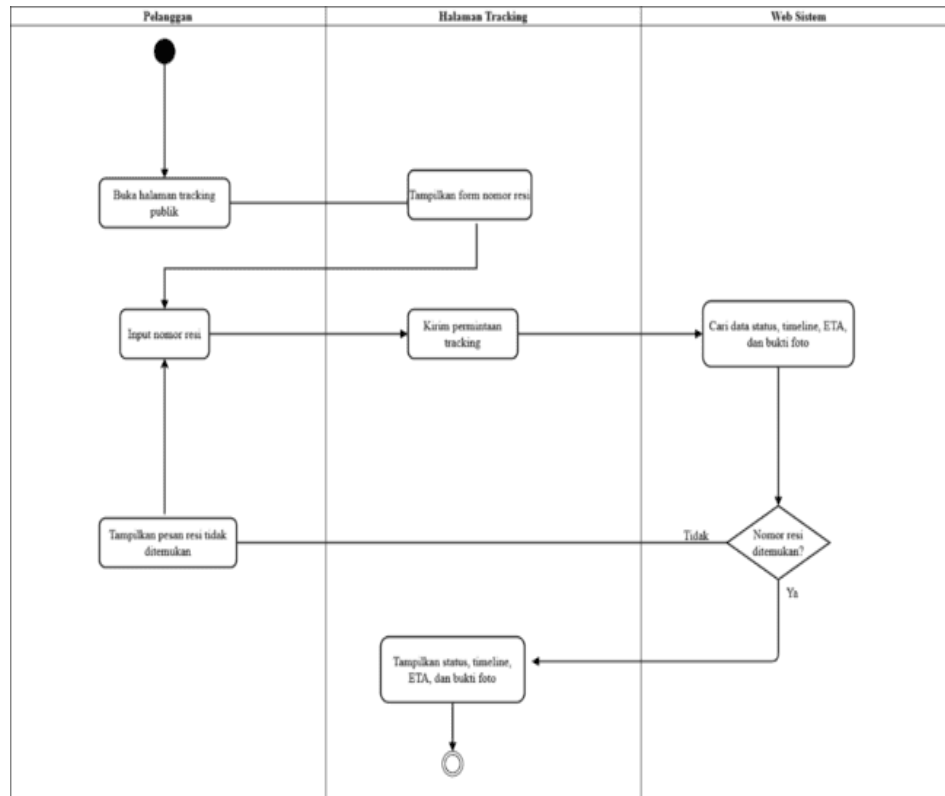 Pelanggan
Halaman Tracking
Web Sistem
Buka halaman tracking
publik
Tampilkan form nomor resi
Input nomor resi
Kirim permintaan
tracking
Cari data status, timeline, ETA,
dan bukti foto
Tampilkan pesan resi tidak
ditemukan
Tidak
Nomor resi
ditemukan?
Ya
Tampilkan status, timeline,
ETA, dan bukti foto